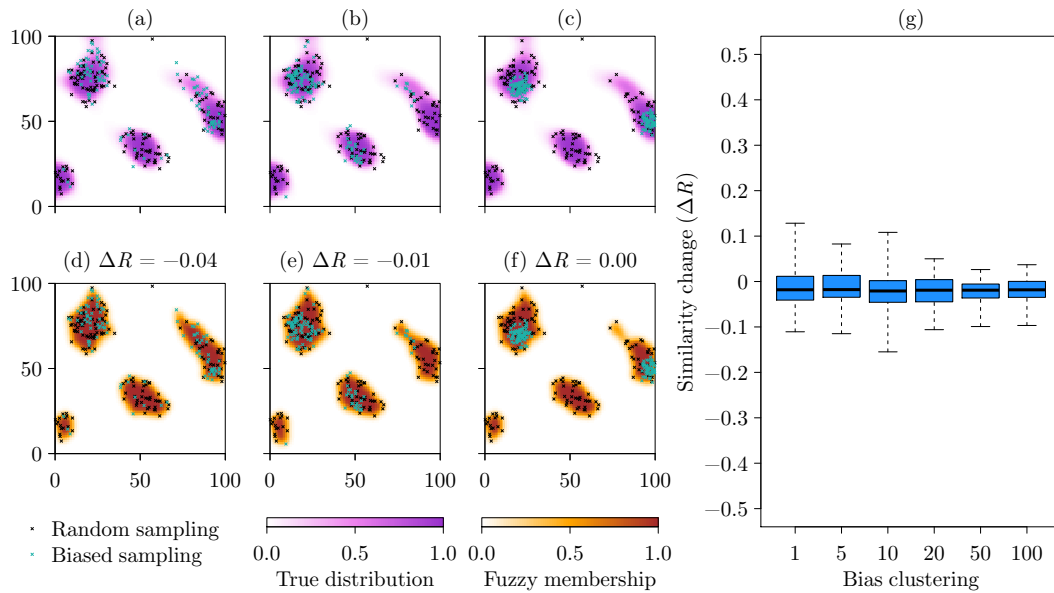 (a)
(b)
(c)
(g)
100
50
0
(d) ΔR = −0.04
(e) ΔR = −0.01
(f) ΔR = 0.00
100
50
0
0
50
100
0
50
100
0
50
100
Random sampling
Biased sampling
0.0
0.5
1.0
True distribution
0.0
0.5
1.0
Fuzzy membership
Similarity change (ΔR)
0.5
0.4
0.3
0.2
0.1
0
−0.1
−0.2
−0.3
−0.4
−0.5
1
5
10
20
50
100
Bias clustering